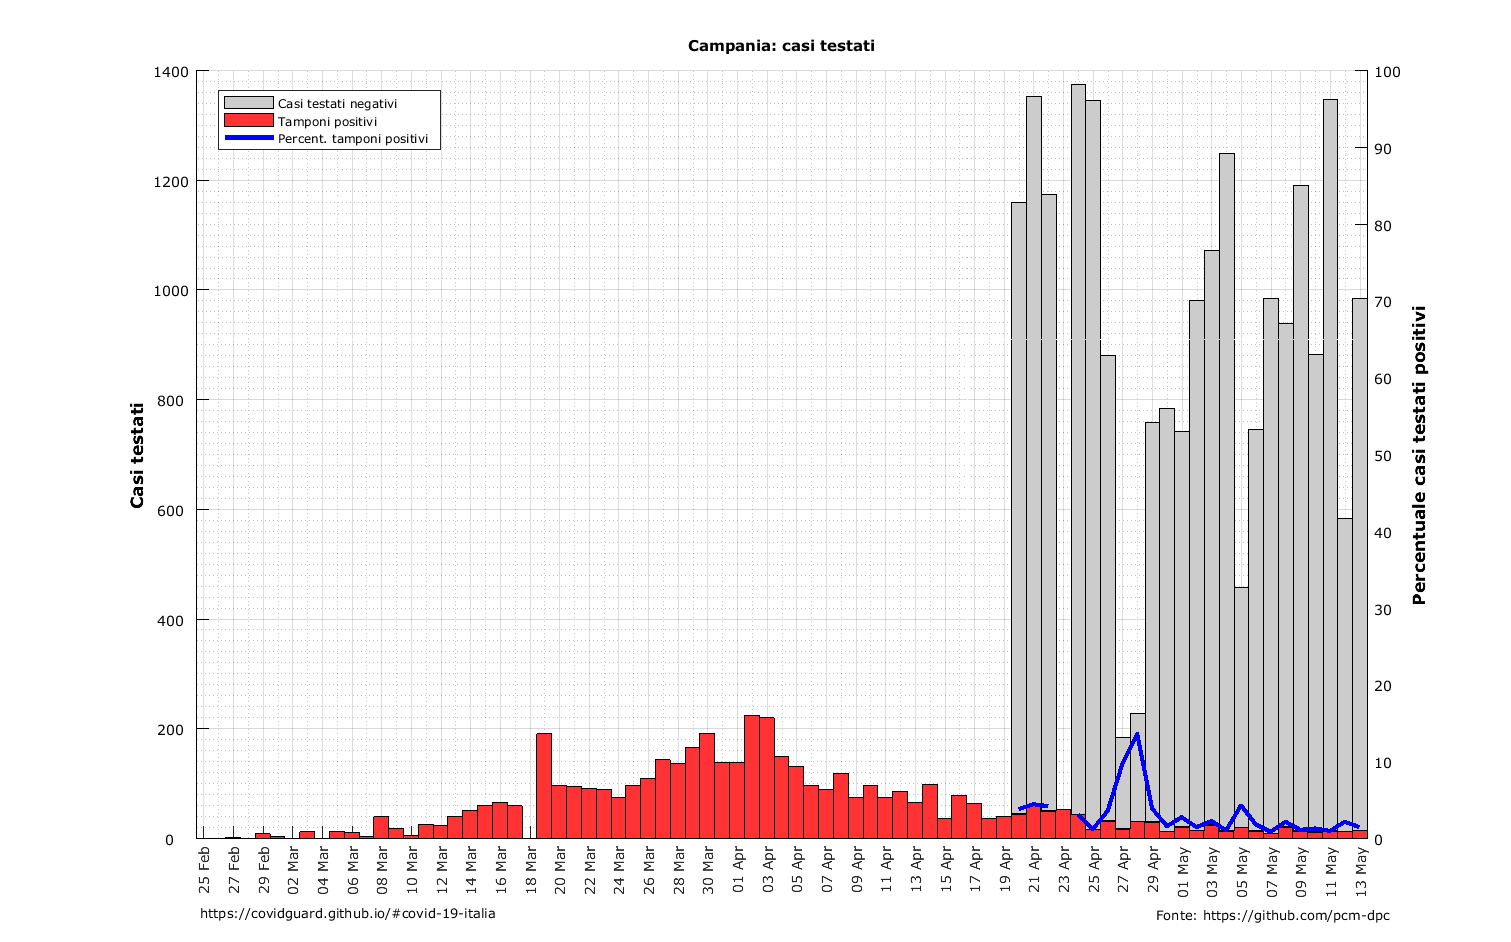 Campania: casi testati
Casi testati negativi
Tamponi positivi
Percent. tamponi positivi
Casi testati
1400
1200
1000
800
600
400
200
0
100
90
80
70
60
50
40
30
20
10
0
Percentuale casi testati positivi
25 Feb
27 Feb
29 Feb
02 Mar
04 Mar
06 Mar
08 Mar
10 Mar
12 Mar
14 Mar
16 Mar
18 Mar
20 Mar
22 Mar
24 Mar
26 Mar
28 Mar
30 Mar
01 Apr
03 Apr
05 Apr
07 Apr
09 Apr
11 Apr
13 Apr
15 Apr
17 Apr
19 Apr
21 Apr
23 Apr
25 Apr
27 Apr
29 Apr
01 May
03 May
05 May
07 May
09 May
11 May
13 May
https://covidguard.github.io/#covid-19-italia
Fonte: https://github.com/pcm-dpc